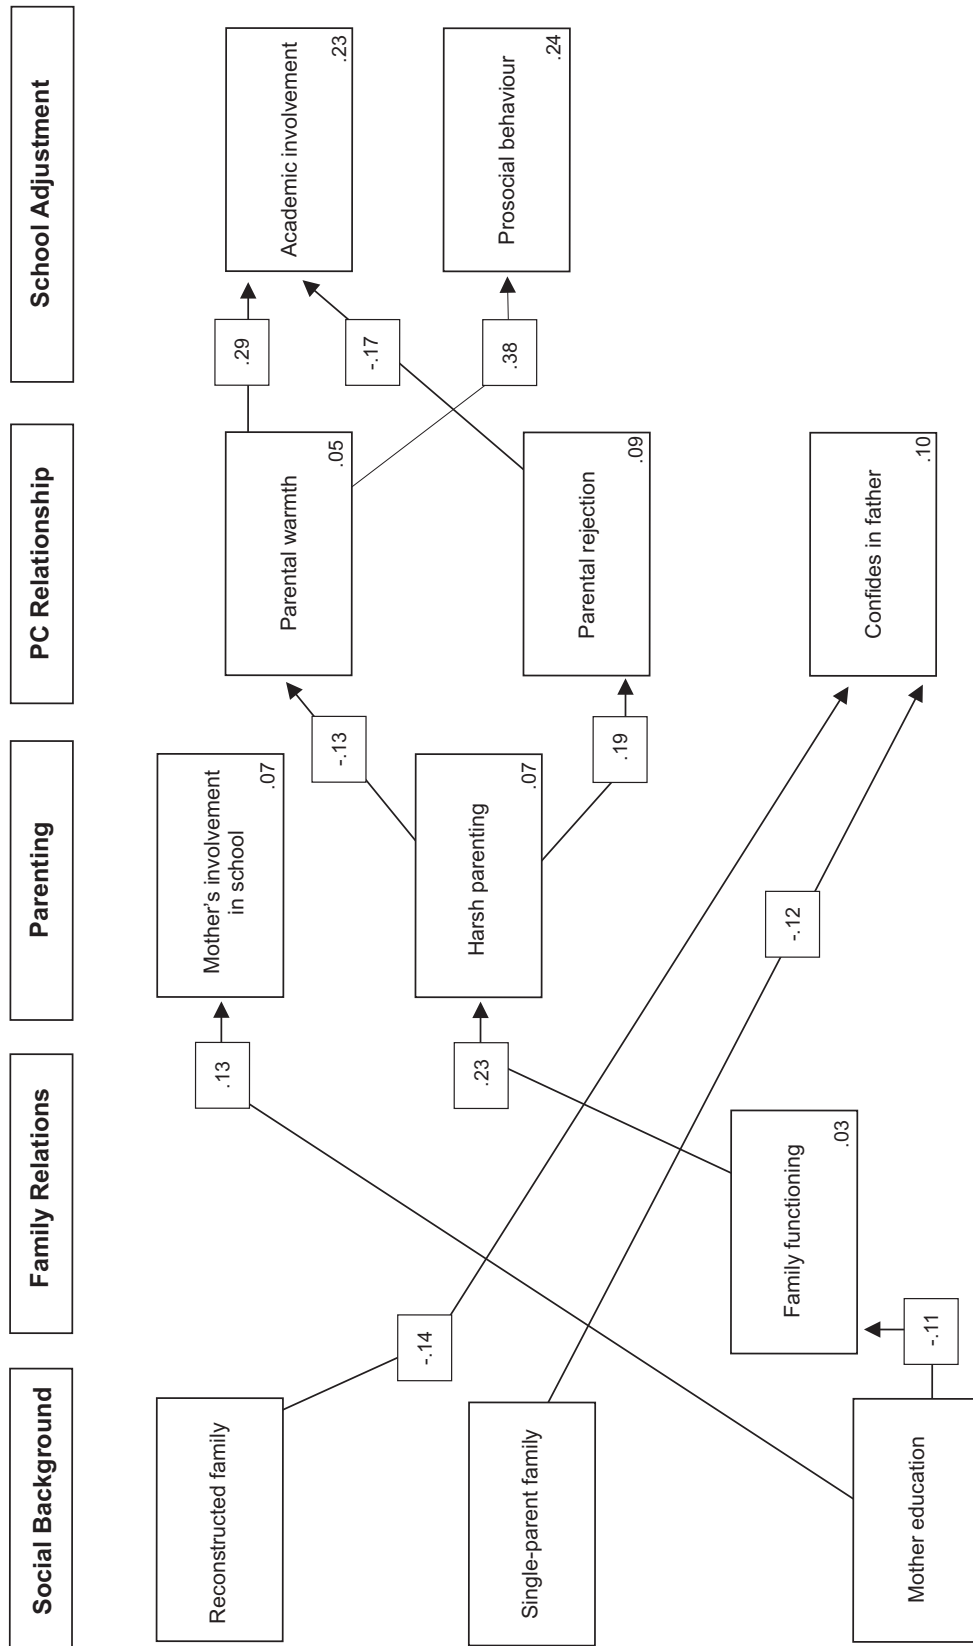 Social Background
Family Relations
Parenting
PC Relationship
School Adjustment
Reconstructed family
Single-parent family
Mother education
-.14
-.11
Family functioning
.03
.13
.23
-.12
Mother's involvement
in school
.07
Harsh parenting
.07
-.13
.19
Parental warmth
.05
Parental rejection
.09
Confides in father
.10
.29
-.17
.38
Academic involvement
.23
Prosocial behaviour
.24